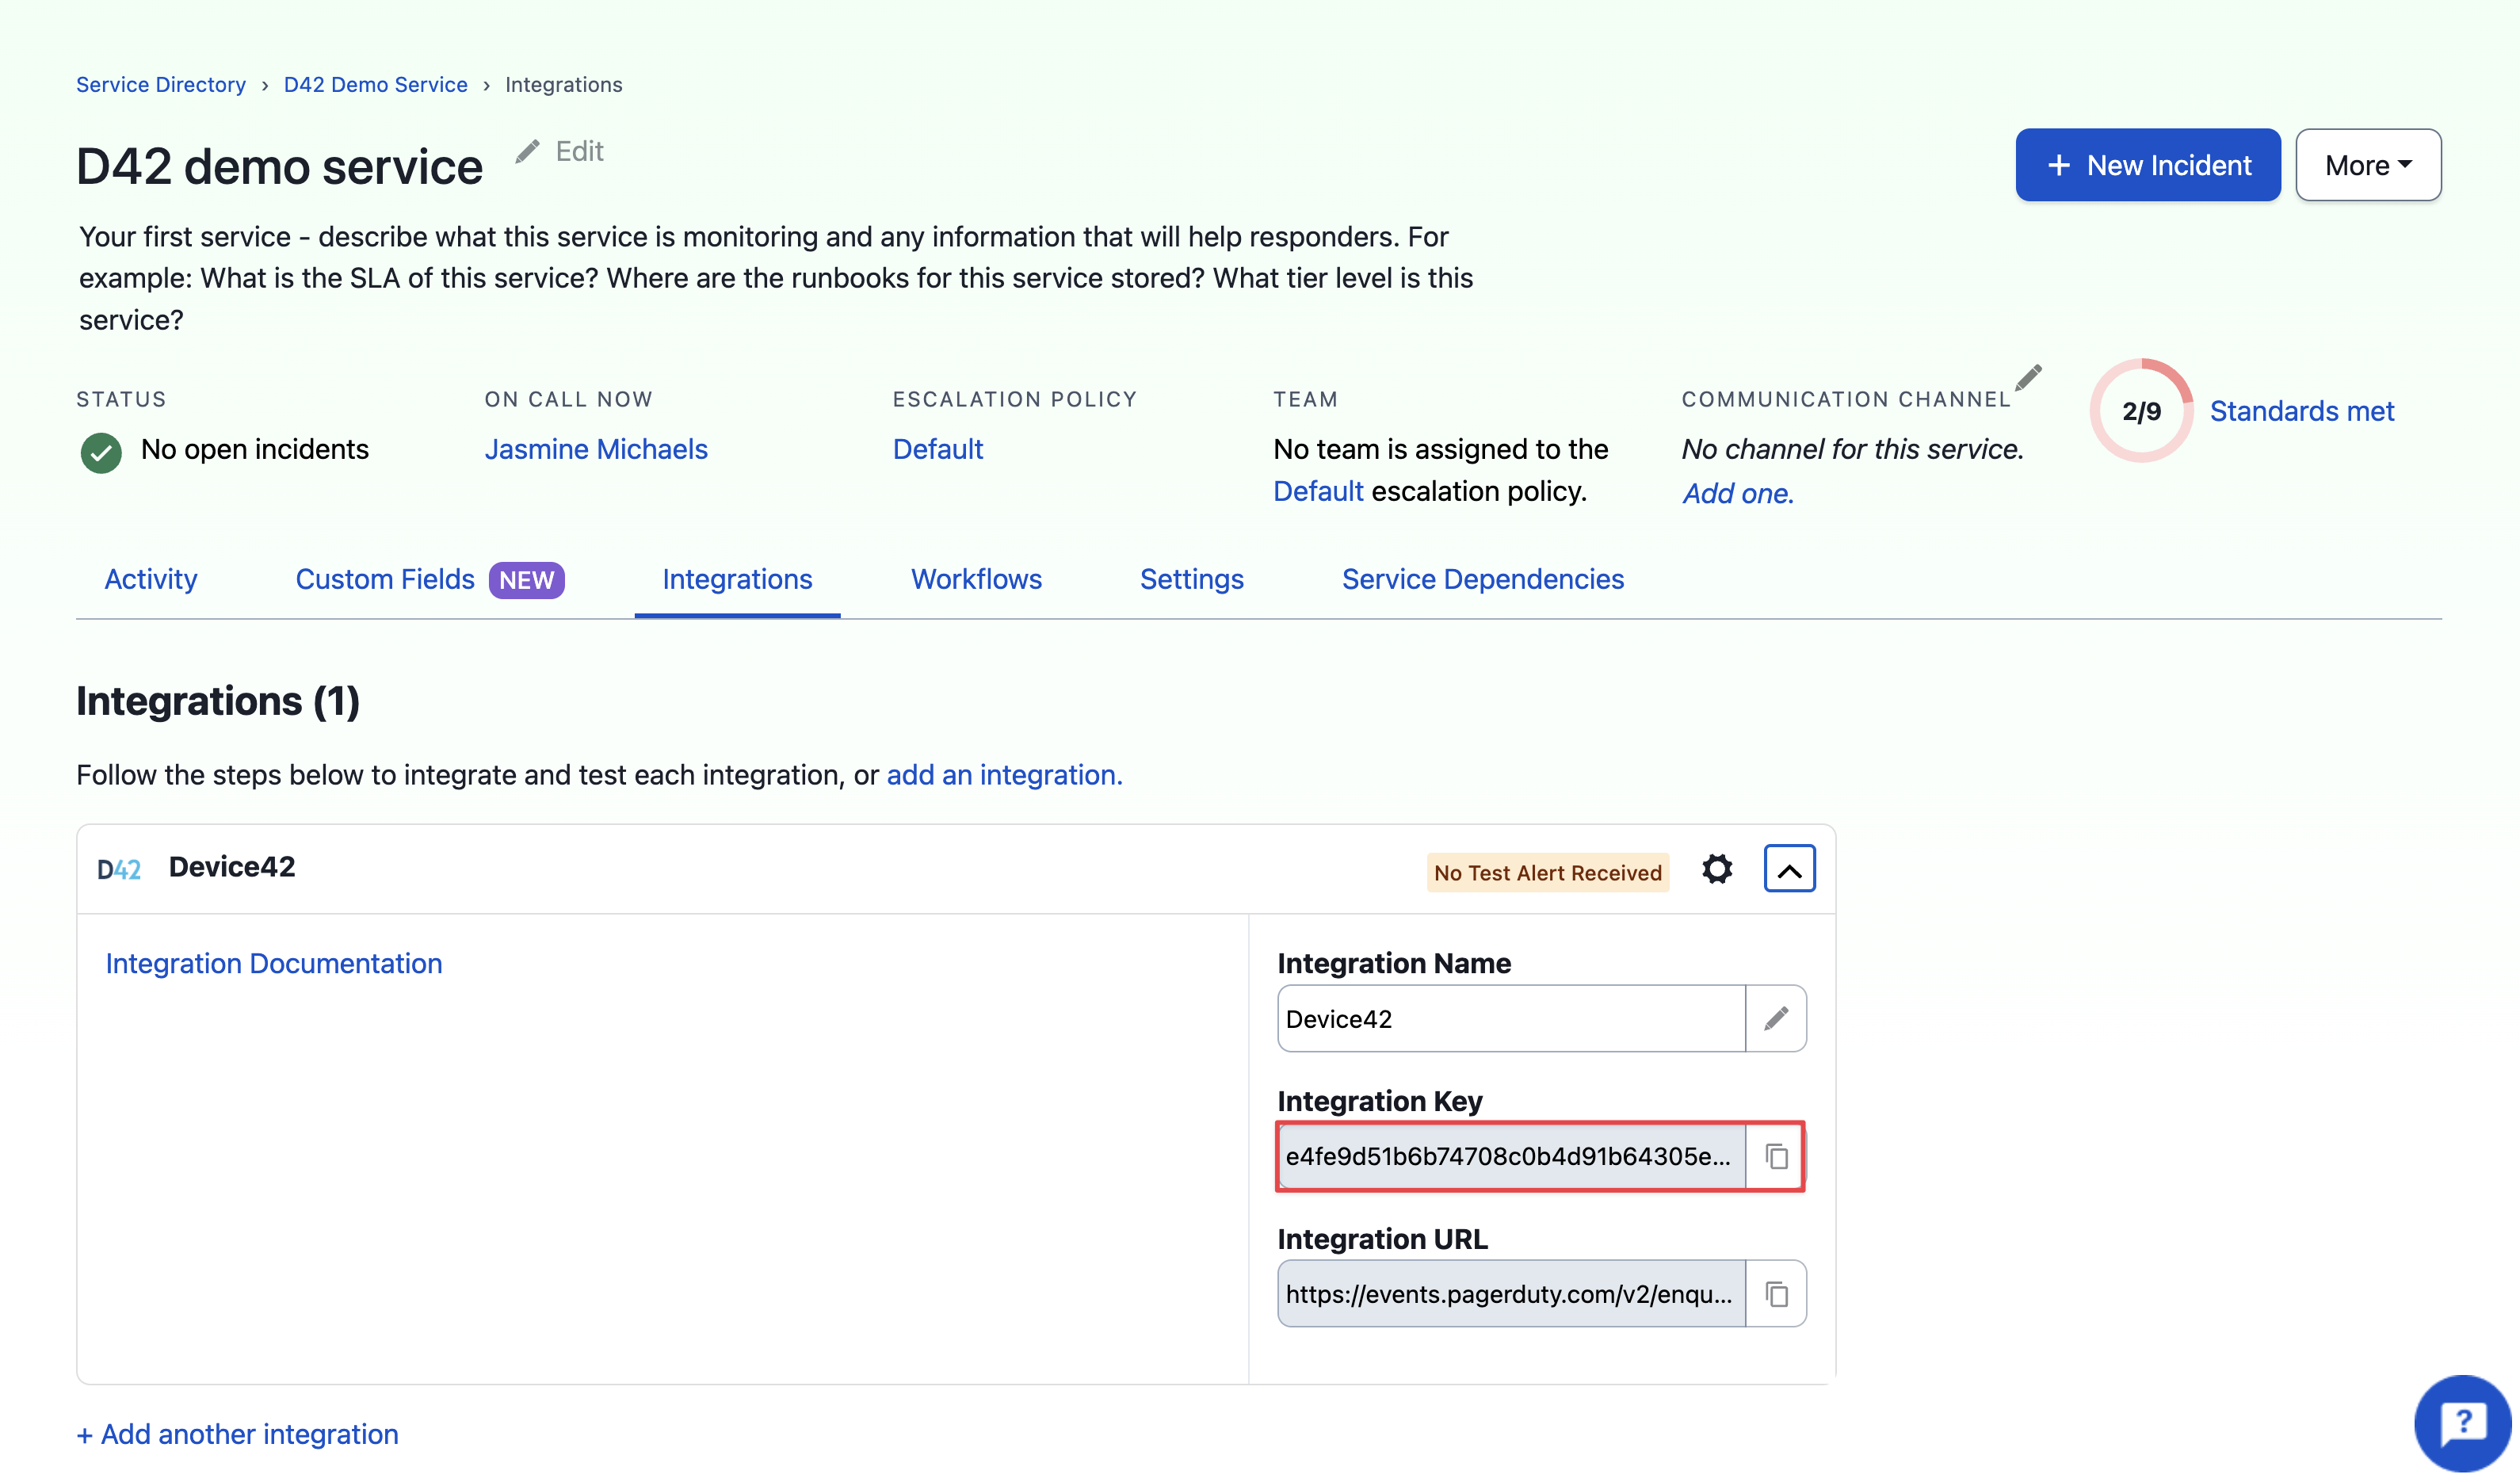 Service Directory › D42 Demo Service › Integrations
D42 demo service
Edit
+ New Incident
More
Your first service - describe what this service is monitoring and any information that will help responders. For
example: What is the SLA of this service? Where are the runbooks for this service stored? What tier level is this
service?
STATUS
No open incidents
ON CALL NOW
Jasmine Michaels
ESCALATION POLICY
Default
TEAM
No team is assigned to the
Default escalation policy.
COMMUNICATION CHANNEL
No channel for this service.
Add one.
2/9
Standards met
Activity
Custom Fields NEW
Integrations
Workflows
Settings
Service Dependencies
Integrations (1)
Follow the steps below to integrate and test each integration, or add an integration.
D42
Device42
No Test Alert Received
Integration Documentation
Integration Name
Device42
Integration Key
e4fe9d51b6b74708c0b4d91b64305e...
Integration URL
https://events.pagerduty.com/v2/enqu...
+ Add another integration
?